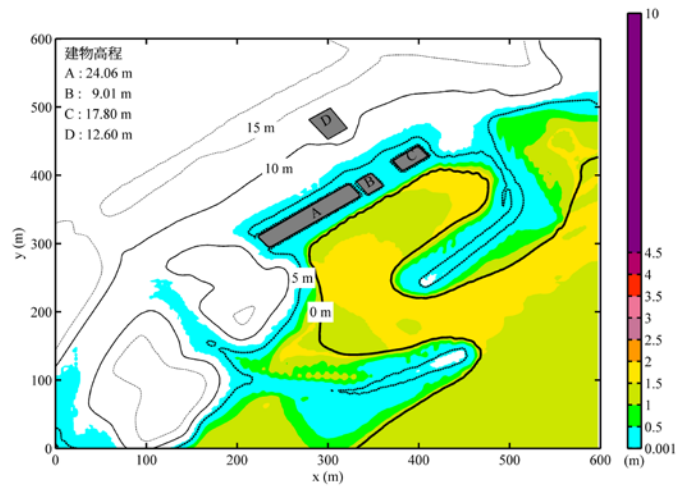 建物高程
A : 24.06 m
B : 9.01 m
C : 17.80 m
D : 12.60 m
600
500
400
300
200
100
0
y (m)
D
15 m
10 m
C
B
A
5 m
0 m
0
100
200
300
400
500
600
x (m)
10
4.5
4
3.5
3
2.5
2
1.5
1
0.5
0.001
(m)